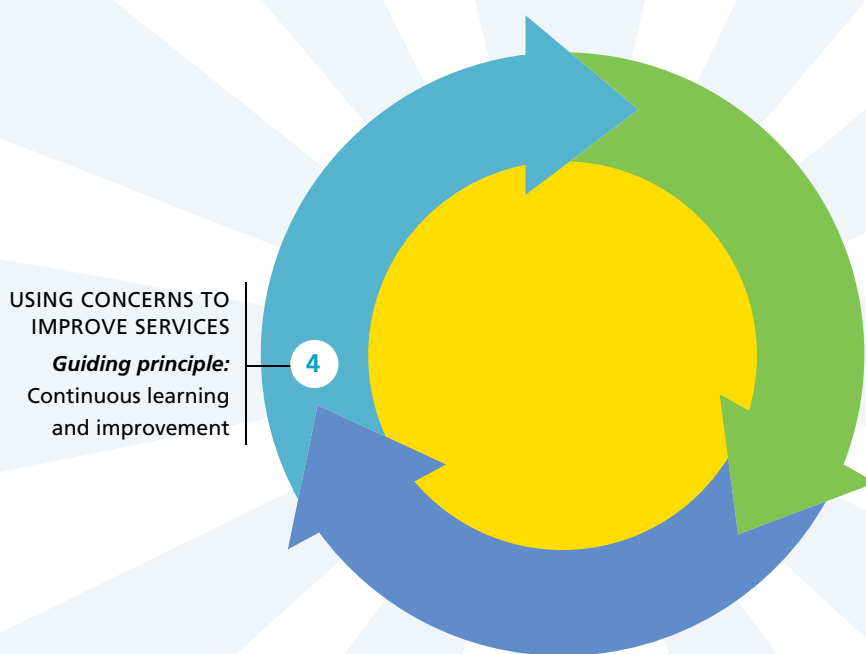 USING CONCERNS TO
IMPROVE SERVICES
Guiding principle:
Continuous learning
and improvement
4